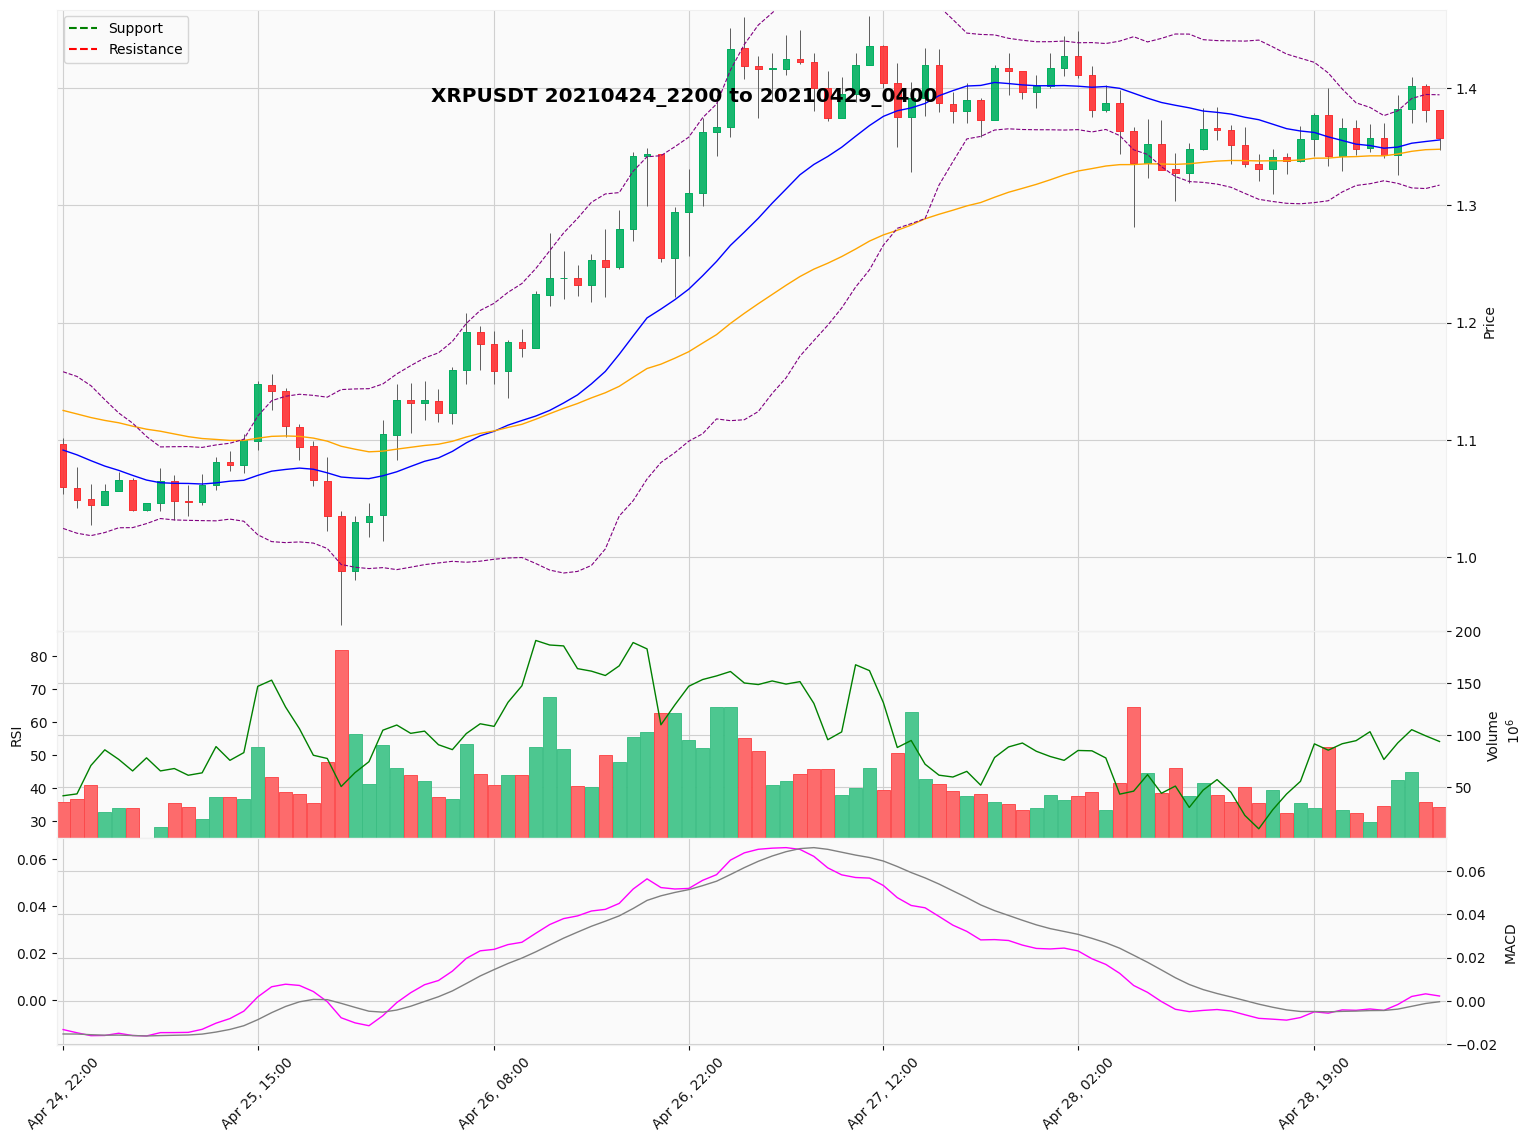 Support
Resistance
XRPUSDT 20210424_2200 to 20210429_0400
1.4
1.3
1.2
1.1
1.0
Price
80
70
60
50
40
30
RSI
200
150
100
50
Volume
10^6
0.06
0.04
0.02
0.00
0.06
0.04
0.02
0.00
−0.02
MACD
Apr 24, 22:00
Apr 25, 15:00
Apr 26, 08:00
Apr 26, 22:00
Apr 27, 12:00
Apr 28, 02:00
Apr 28, 19:00